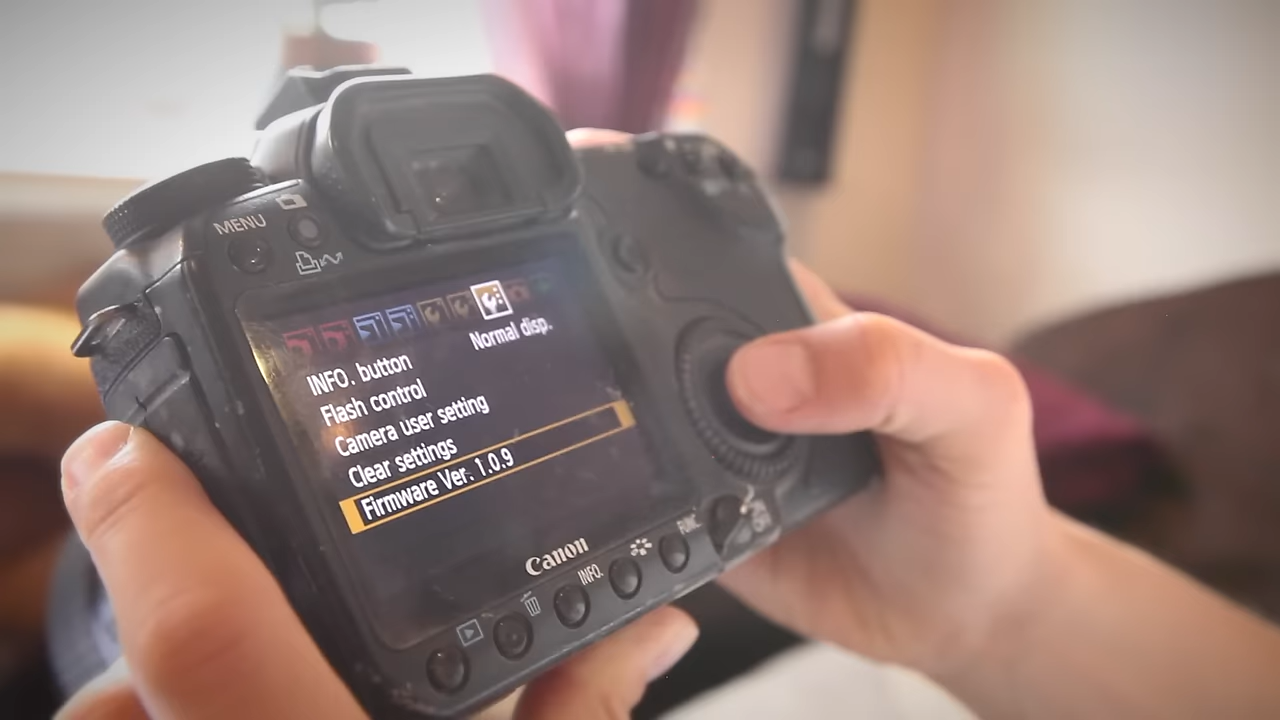 MENU
INFO. button
Normal disp.
Flash control
Camera user setting
Clear settings
Firmware Ver. 1.0.9
Canon
FUNC.
INFO.